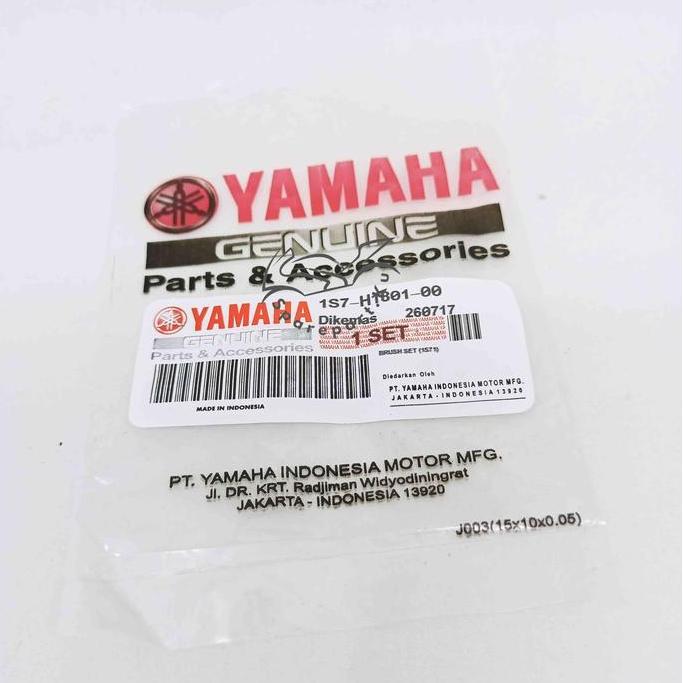 YAMAHA
GENUINE
Parts & Accessories
YAMAHA
GENUINE
Parts & Accessories
MADE IN INDONESIA
1S7-H1801-00
Dikemas 260717
1 SET
BRUSH SET (1S71)
Diedarkan Oleh
PT. YAMAHA INDONESIA MOTOR MFG.
JAKARTA - INDONESIA 13920
Sparepartku
PT. YAMAHA INDONESIA MOTOR MFG.
Jl. DR. KRT. Radjiman Widyodiningrat
JAKARTA - INDONESIA 13920
J003(15x10x0.05)